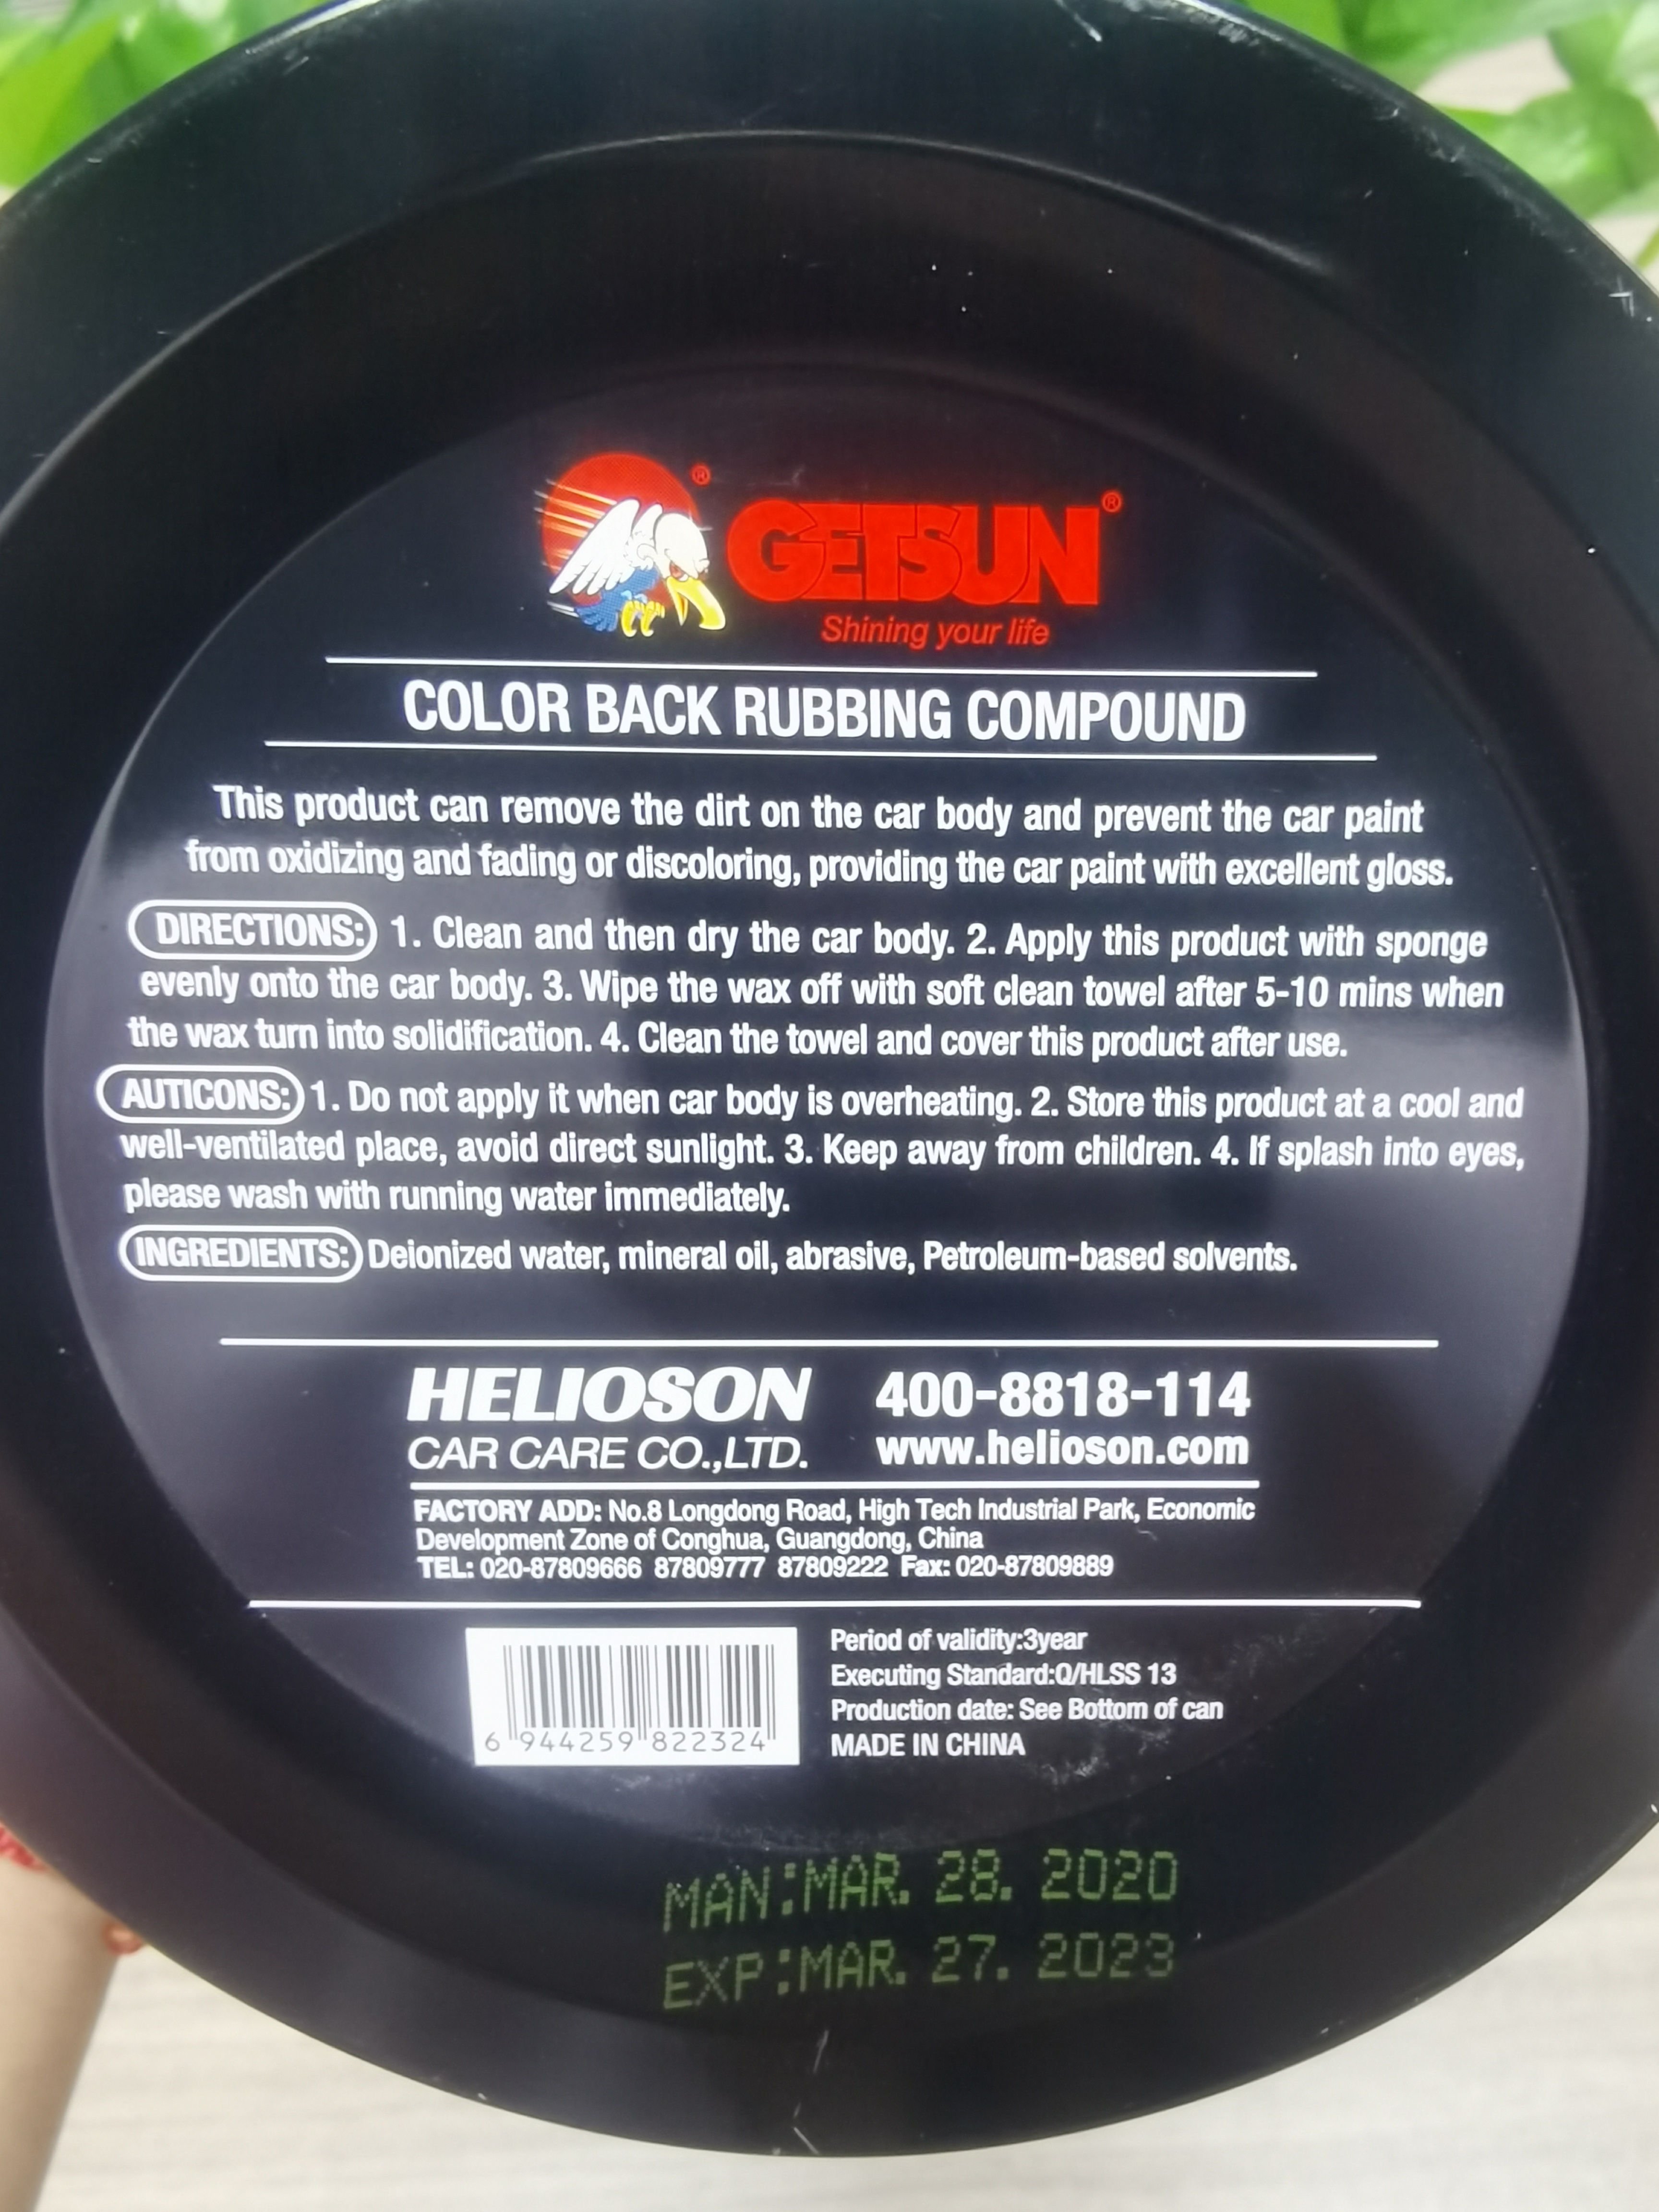 ®
GETSUN®
Shining your life
COLOR BACK RUBBING COMPOUND
This product can remove the dirt on the car body and prevent the car paint
from oxidizing and fading or discoloring, providing the car paint with excellent gloss.
DIRECTIONS: 1. Clean and then dry the car body. 2. Apply this product with sponge
evenly onto the car body. 3. Wipe the wax off with soft clean towel after 5-10 mins when
the wax turn into solidification. 4. Clean the towel and cover this product after use.
AUTICONS: 1. Do not apply it when car body is overheating. 2. Store this product at a cool and
well-ventilated place, avoid direct sunlight. 3. Keep away from children. 4. If splash into eyes,
please wash with running water immediately.
INGREDIENTS: Deionized water, mineral oil, abrasive, Petroleum-based solvents.
HELIOSON 400-8818-114
CAR CARE CO.,LTD. www.helioson.com
FACTORY ADD: No.8 Longdong Road, High Tech Industrial Park, Economic
Development Zone of Conghua, Guangdong, China
TEL: 020-87809666 87809777 87809222 Fax: 020-87809889
Period of validity:3year
Executing Standard:Q/HLSS 13
Production date: See Bottom of can
MADE IN CHINA
6 944259 822324
MAN:MAR. 28. 2020
EXP:MAR. 27. 2023